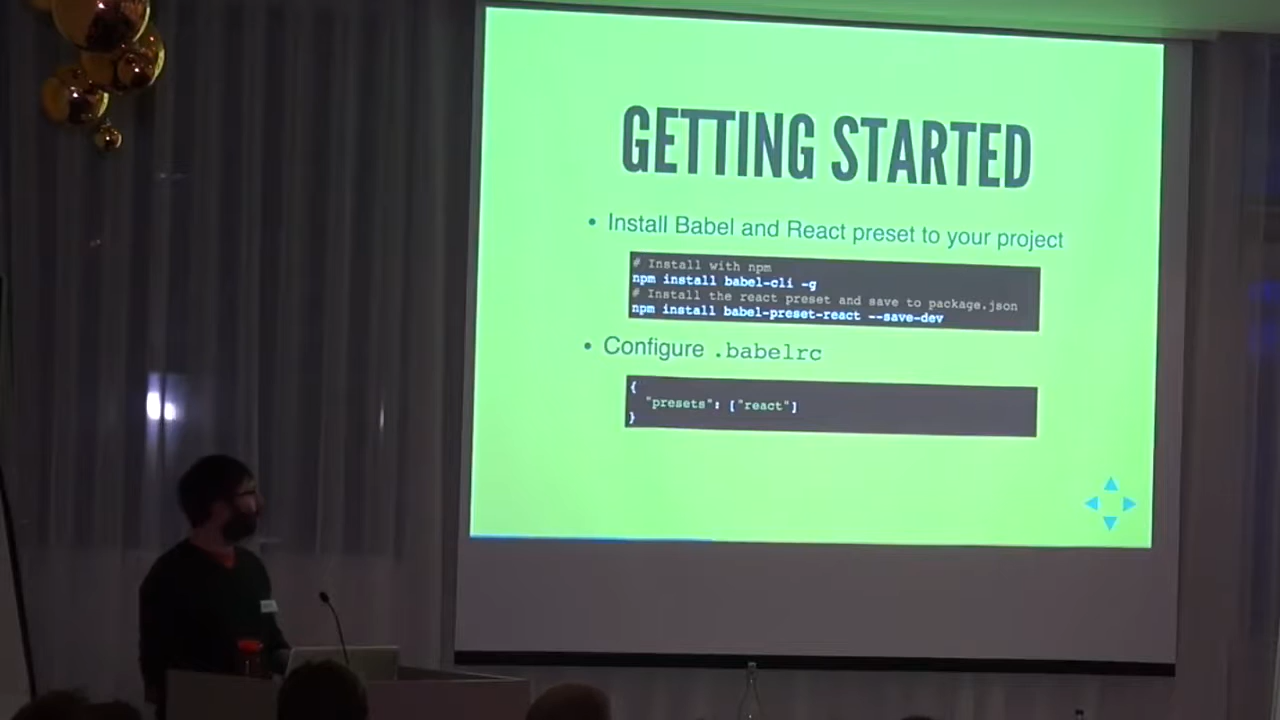 GETTING STARTED
• Install Babel and React preset to your project
# Install with npm
npm install babel-cli -g
# Install the react preset and save to package.json
npm install babel-preset-react --save-dev
• Configure .babelrc
{
"presets": ["react"]
}